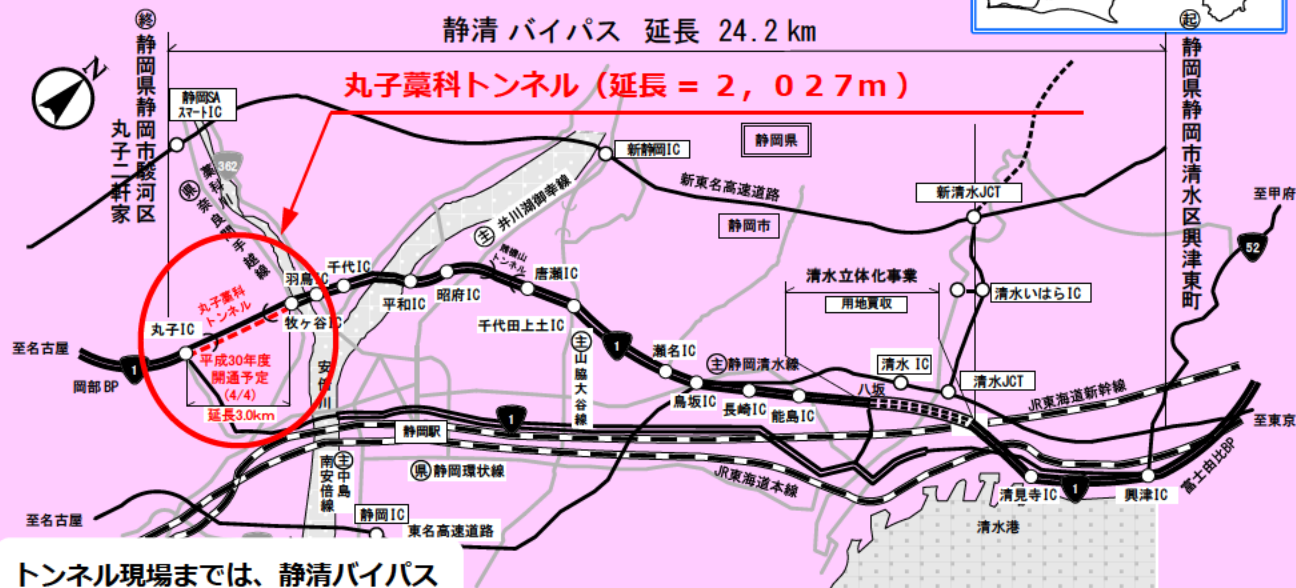 静清 バイパス 延長 24.2 km
丸子藁科トンネル（延長 = 2，027m ）
終
静岡県静岡市駿河区
丸子二軒家
起
静岡県静岡市清水区興津東町
N
静岡SA
スマートIC
362
藁科川
県
奈良間手越線
新静岡IC
静岡県
新東名高速道路
静岡市
新清水JCT
至甲府
52
主
井川湖御幸線
羽鳥IC
千代IC
平和IC
昭府IC
トンネル
唐瀬IC
千代田上土IC
清水立体化事業
用地買収
清水いはらIC
丸子藁科
トンネル
丸子IC
牧ヶ谷IC
至名古屋
1
岡部BP
平成30年度
開通予定
(4/4)
延長3.0km
安倍川
主
山脇大谷線
1
瀬名IC
主
静岡清水線
鳥坂IC
長崎IC
能島IC
八坂
清水 IC
清水JCT
JR東海道新幹線
至東京
1
静岡駅
県
静岡環状線
主
中島
南安倍線
JR東海道本線
清見寺IC
1
興津IC
富士由比BP
至名古屋
静岡IC
東名高速道路
清水港
トンネル現場までは、静清バイパス